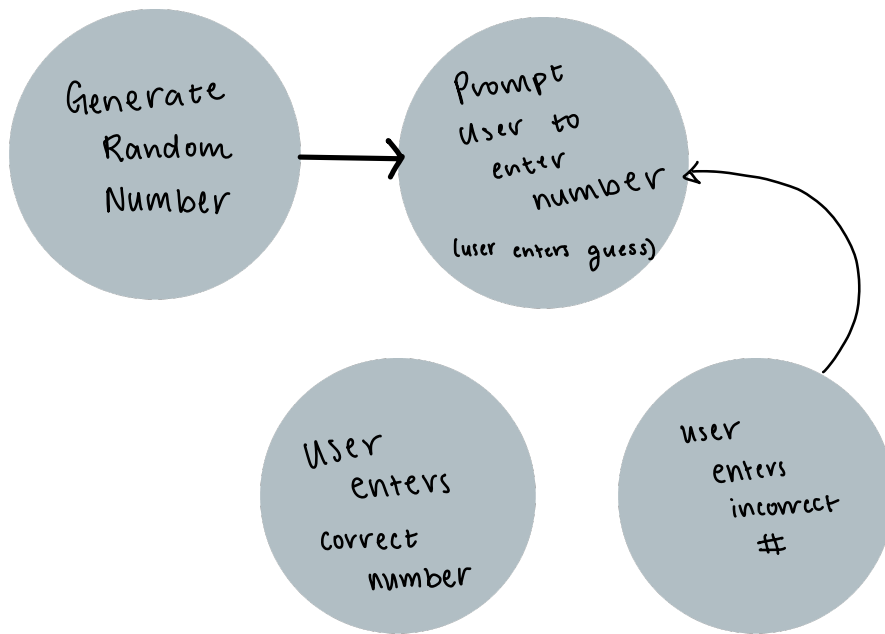 Generate
Random
Number
Prompt
user to
enter
number
(user enters guess)
user
enters
correct
number
user
enters
incorrect
#